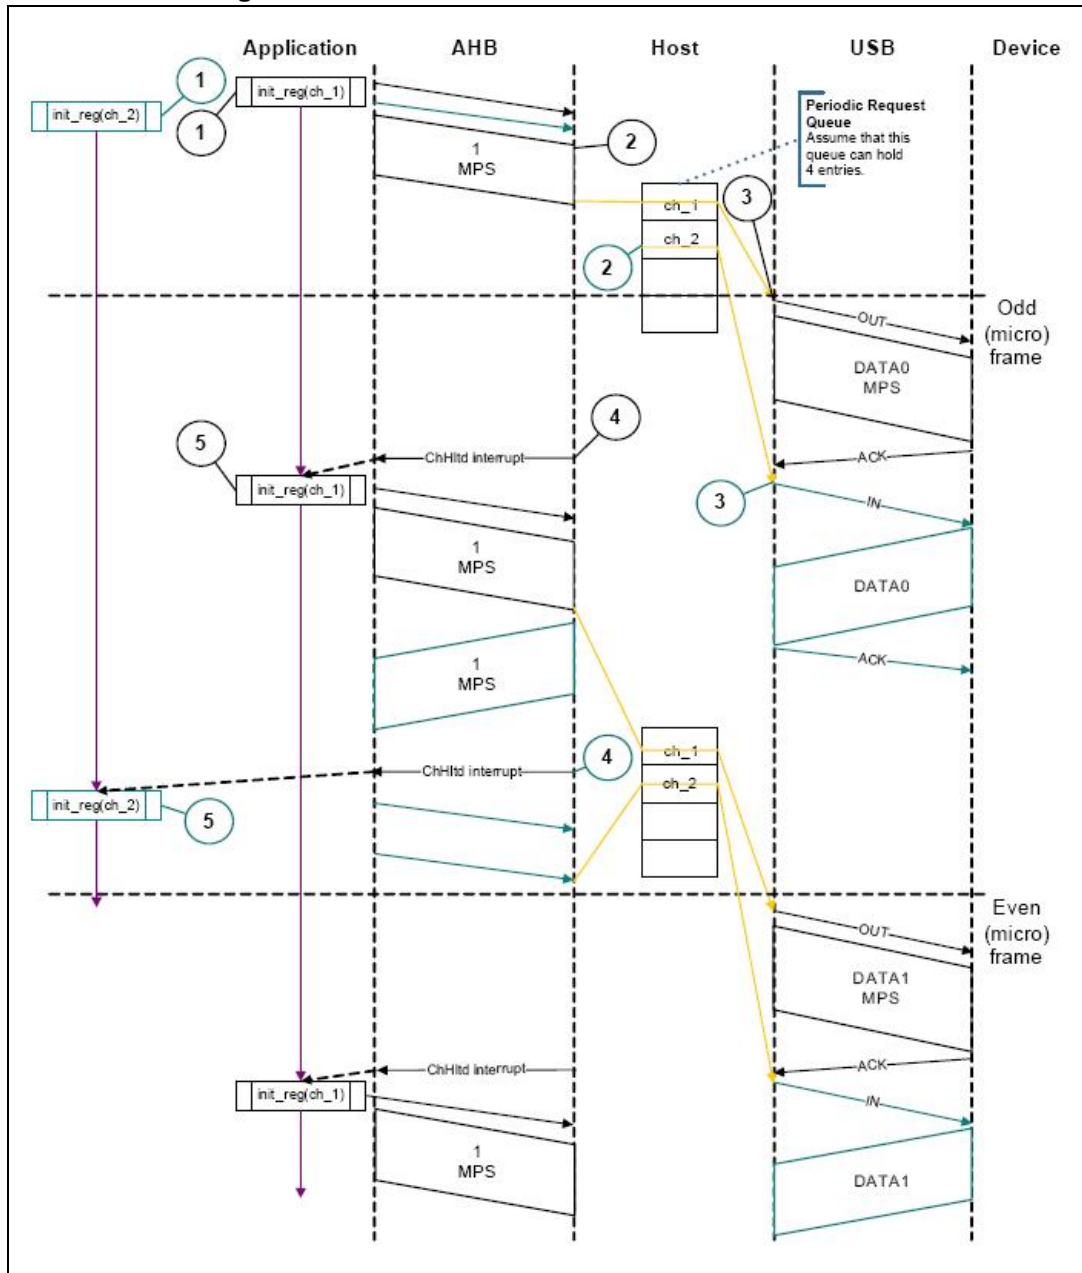 Application
AHB
Host
USB
Device
1
init_reg(ch_1)
init_reg(ch_2)
1
Periodic Request
Queue
Assume that this
queue can hold
4 entries.
1
MPS
2
3
ch_1
ch_2
2
Odd
(micro)
frame
OUT
DATA0
MPS
4
5
ChHltd interrupt
ACK
init_reg(ch_1)
3
IN
1
MPS
DATA0
1
MPS
ACK
ch_1
4
ChHltd interrupt
ch_2
init_reg(ch_2)
5
Even
(micro)
frame
OUT
DATA1
MPS
ChHltd interrupt
ACK
init_reg(ch_1)
IN
1
MPS
DATA1